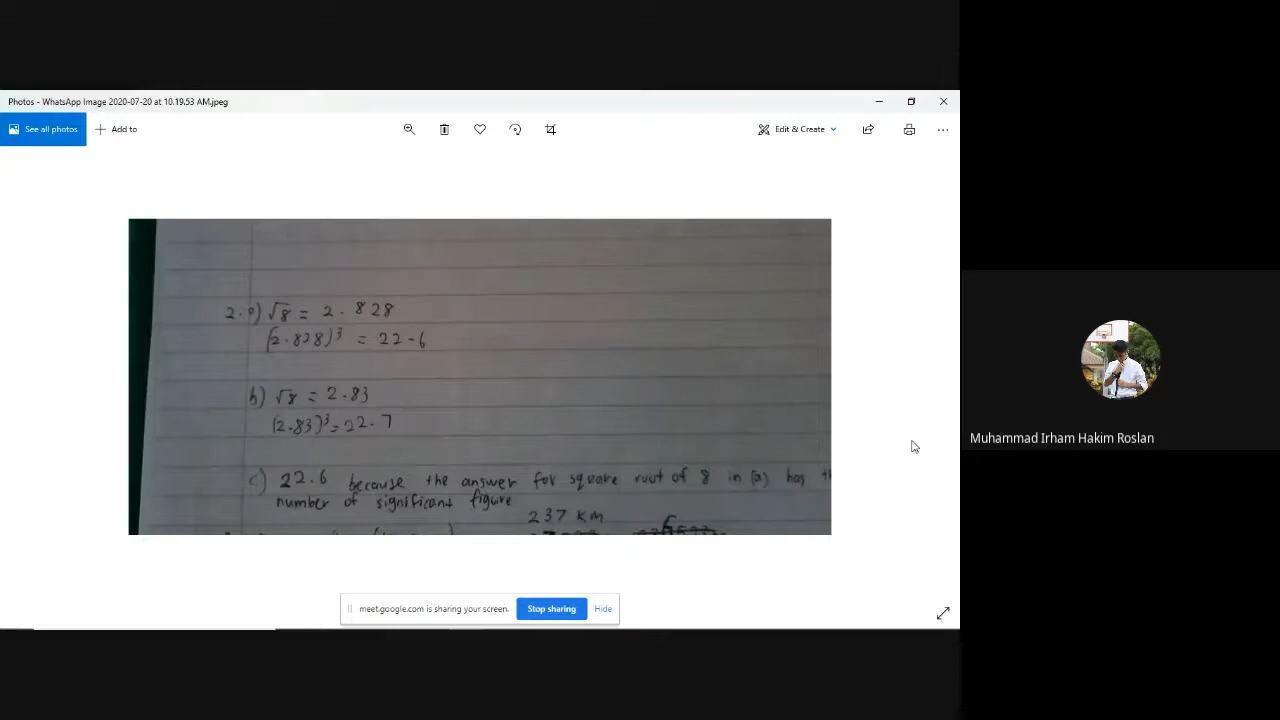 Photos - WhatsApp Image 2020-07-20 at 10.19.53 AM.jpeg
See all photos
Add to
Edit & Create
2.a) √8 = 2.828
(2.828)³ = 22.6
b) √8 = 2.83
(2.83)³ = 22.7
c) 22.6 because the answer for square root of 8 in (a) has
number of significant figure
237 km
meet.google.com is sharing your screen.
Stop sharing
Hide
Muhammad Irham Hakim Roslan